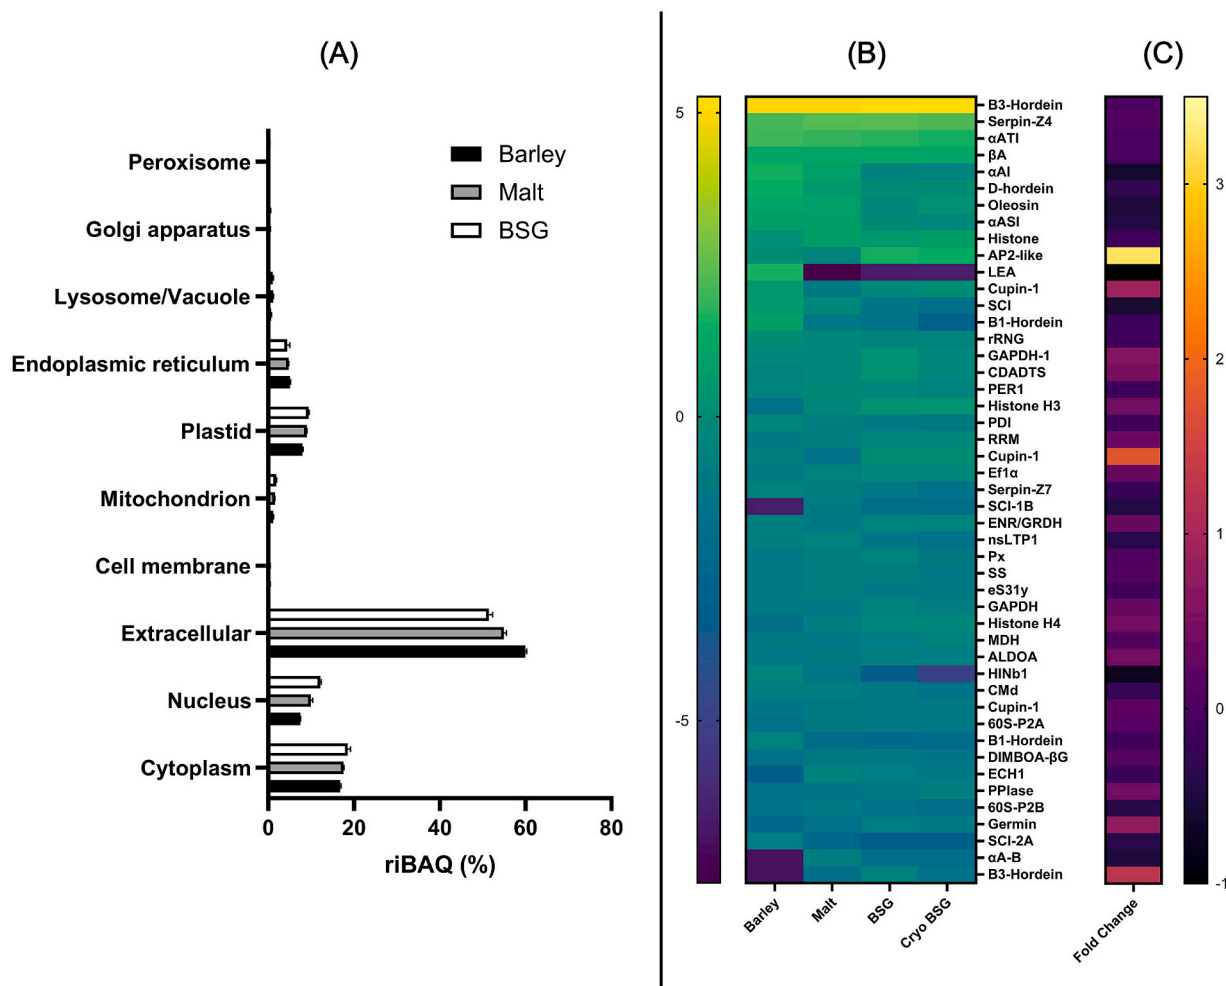 (A)
Peroxisome
Golgi apparatus
Lysosome/Vacuole
Endoplasmic reticulum
Plastid
Mitochondrion
Cell membrane
Extracellular
Nucleus
Cytoplasm
Barley
Malt
BSG
0 20 40 60 80
riBAQ (%)
(B)
5
0
-5
B3-Hordein
Serpin-Z4
αATI
βA
αAI
D-hordein
Oleosin
αASI
Histone
AP2-like
LEA
Cupin-1
SCI
B1-Hordein
rRNG
GAPDH-1
CDADTS
PER1
Histone H3
PDI
RRM
Cupin-1
Ef1α
Serpin-Z7
SCI-1B
ENR/GRDH
nsLTP1
Px
SS
eS31y
GAPDH
Histone H4
MDH
ALDOA
HINb1
CMd
Cupin-1
60S-P2A
B1-Hordein
DIMBOA-βG
ECH1
PPIase
60S-P2B
Germin
SCI-2A
αA-B
B3-Hordein
Barley
Malt
BSG
Cryo BSG
(C)
3
2
1
0
-1
Fold Change